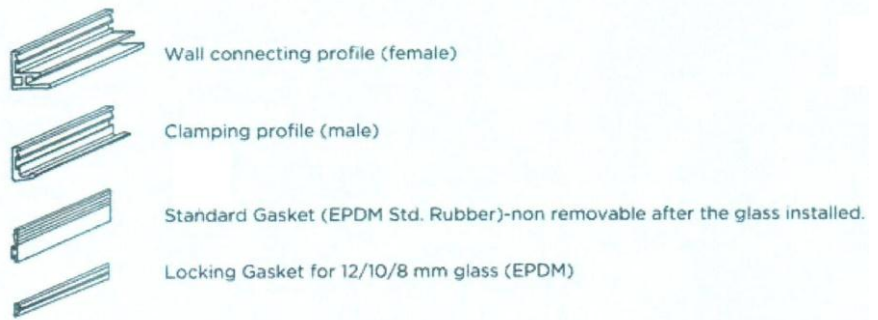 Wall connecting profile (female)
Clamping profile (male)
Standard Gasket (EPDM Std. Rubber)-non removable after the glass installed.
Locking Gasket for 12/10/8 mm glass (EPDM)